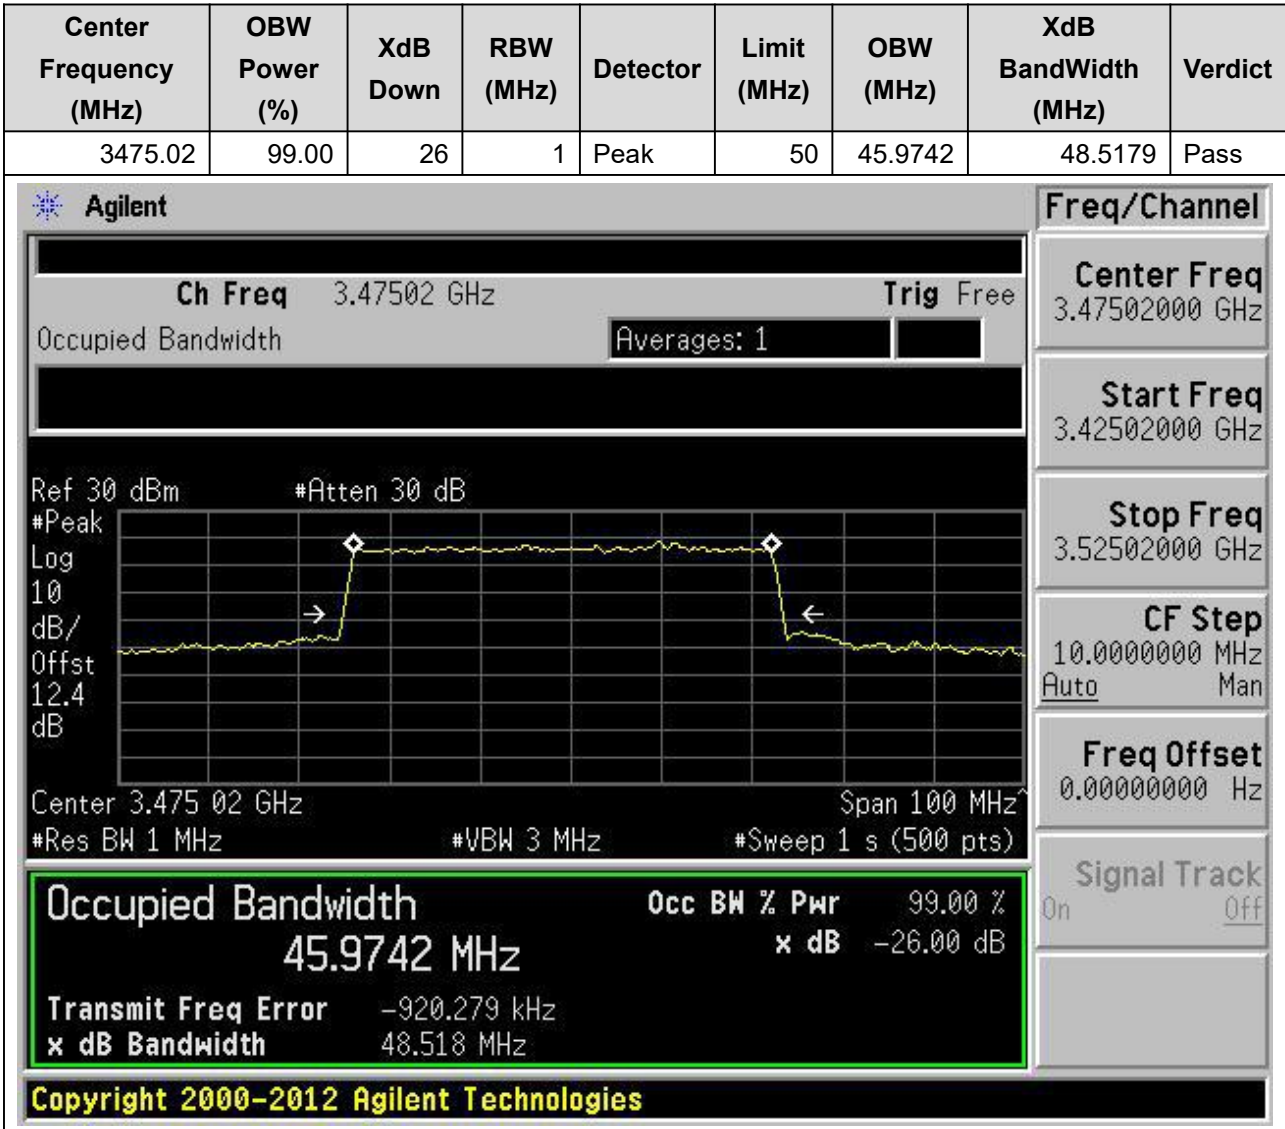 Center Frequency (MHz) OBW Power (%) XdB Down RBW (MHz) Detector Limit (MHz) OBW (MHz) XdB BandWidth (MHz) Verdict
3475.02 99.00 26 1 Peak 50 45.9742 48.5179 Pass
Agilent
Freq/Channel
Ch Freq 3.47502 GHz Trig Free
Occupied Bandwidth Averages: 1
Center Freq
3.47502000 GHz
Start Freq
3.42502000 GHz
Stop Freq
3.52502000 GHz
CF Step
10.0000000 MHz
Auto Man
Freq Offset
0.00000000 Hz
Signal Track
On Off
Ref 30 dBm #Atten 30 dB
#Peak
Log
10
dB/
Offst
12.4
dB
Center 3.475 02 GHz Span 100 MHz^
#Res BW 1 MHz #VBW 3 MHz #Sweep 1 s (500 pts)
Occupied Bandwidth Occ BW % Pwr 99.00 %
45.9742 MHz x dB -26.00 dB
Transmit Freq Error -920.279 kHz
x dB Bandwidth 48.518 MHz
Copyright 2000-2012 Agilent Technologies